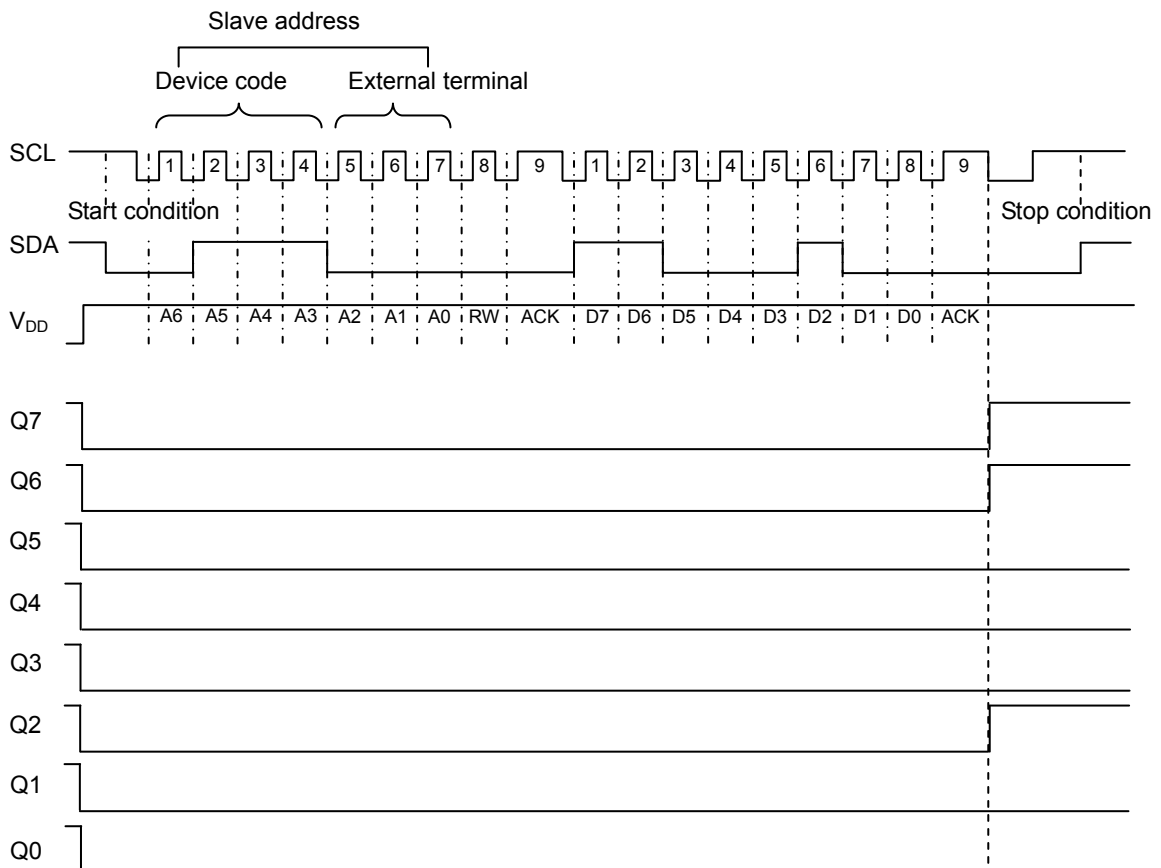 Slave address
Device code External terminal
SCL 1 2 3 4 5 6 7 8 9 1 2 3 4 5 6 7 8 9
Start condition Stop condition
SDA
VDD A6 A5 A4 A3 A2 A1 A0 RW ACK D7 D6 D5 D4 D3 D2 D1 D0 ACK
Q7
Q6
Q5
Q4
Q3
Q2
Q1
Q0